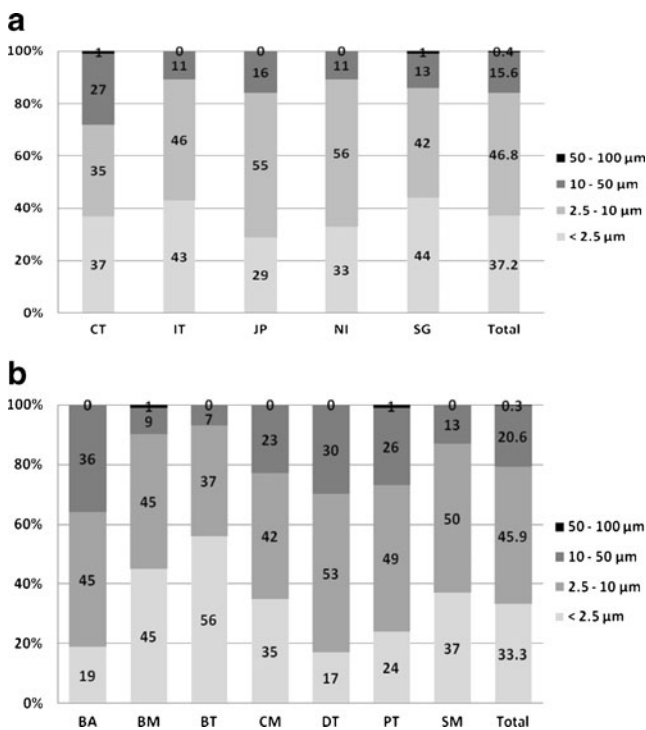 a
100% 1 0 0 0 1 0.4
27 11 16 11 13 15.6
80%
46 55 56 42 46.8
60% 35
50 - 100 µm
10 - 50 µm
2.5 - 10 µm
< 2.5 µm
40%
20% 37 43 29 33 44 37.2
0%
CT IT JP NI SG Total
b
100% 0 1 0 0 0 1 0 0.3
36 9 7 23 30 26 13 20.6
80%
60% 45 45 37 42 53 49 50 45.9
50 - 100 µm
10 - 50 µm
2.5 - 10 µm
< 2.5 µm
40%
20% 19 45 56 35 17 24 37 33.3
0%
BA BM BT CM DT PT SM Total